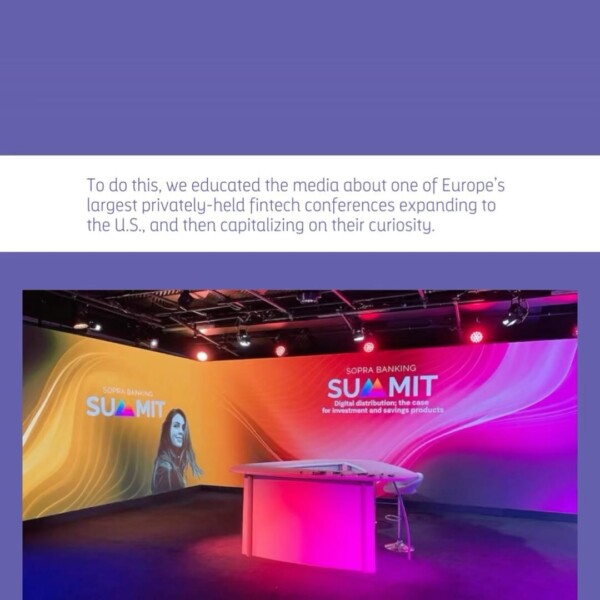 To do this, we educated the media about one of Europe's
largest privately-held fintech conferences expanding to
the U.S., and then capitalizing on their curiosity.
SOPRA BANKING
SUMMIT
SOPRA BANKING
SUMMIT
Digital distribution; the case
for investment and savings products